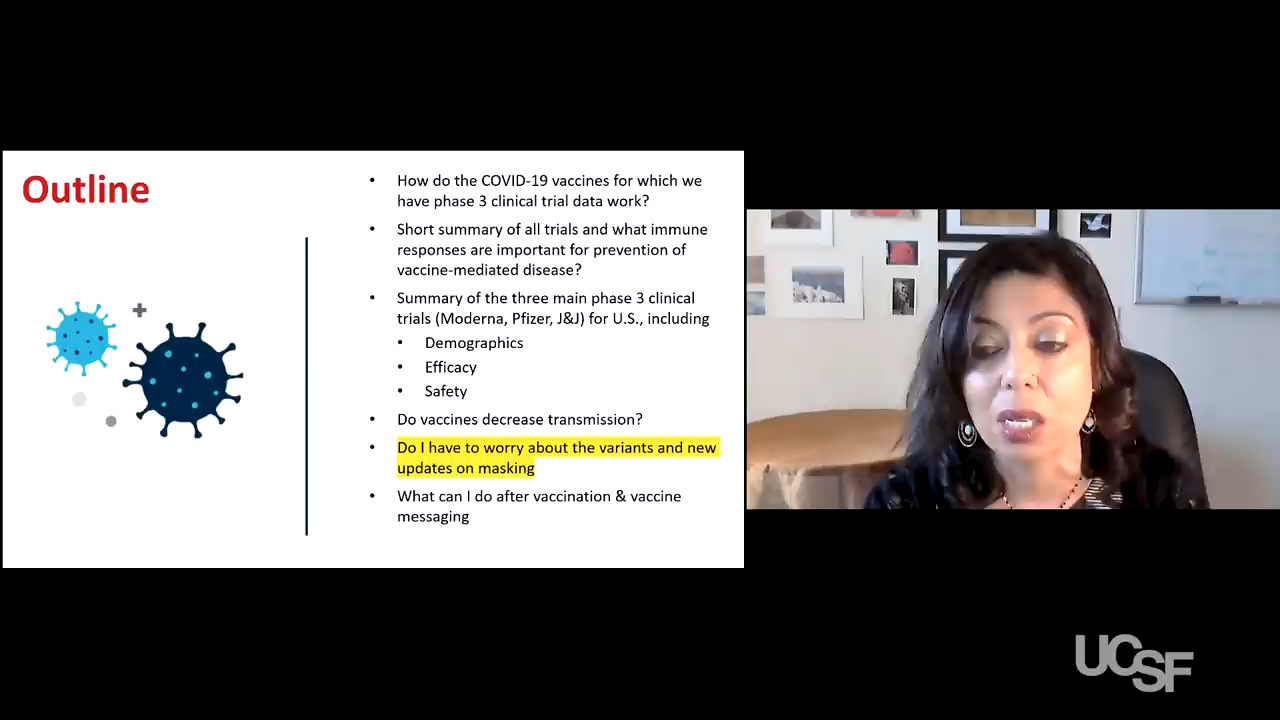 Outline
How do the COVID-19 vaccines for which we
have phase 3 clinical trial data work?
Short summary of all trials and what immune
responses are important for prevention of
vaccine-mediated disease?
Summary of the three main phase 3 clinical
trials (Moderna, Pfizer, J&J) for U.S., including
Demographics
Efficacy
Safety
Do vaccines decrease transmission?
Do I have to worry about the variants and new
updates on masking
What can I do after vaccination & vaccine
messaging
UCSF